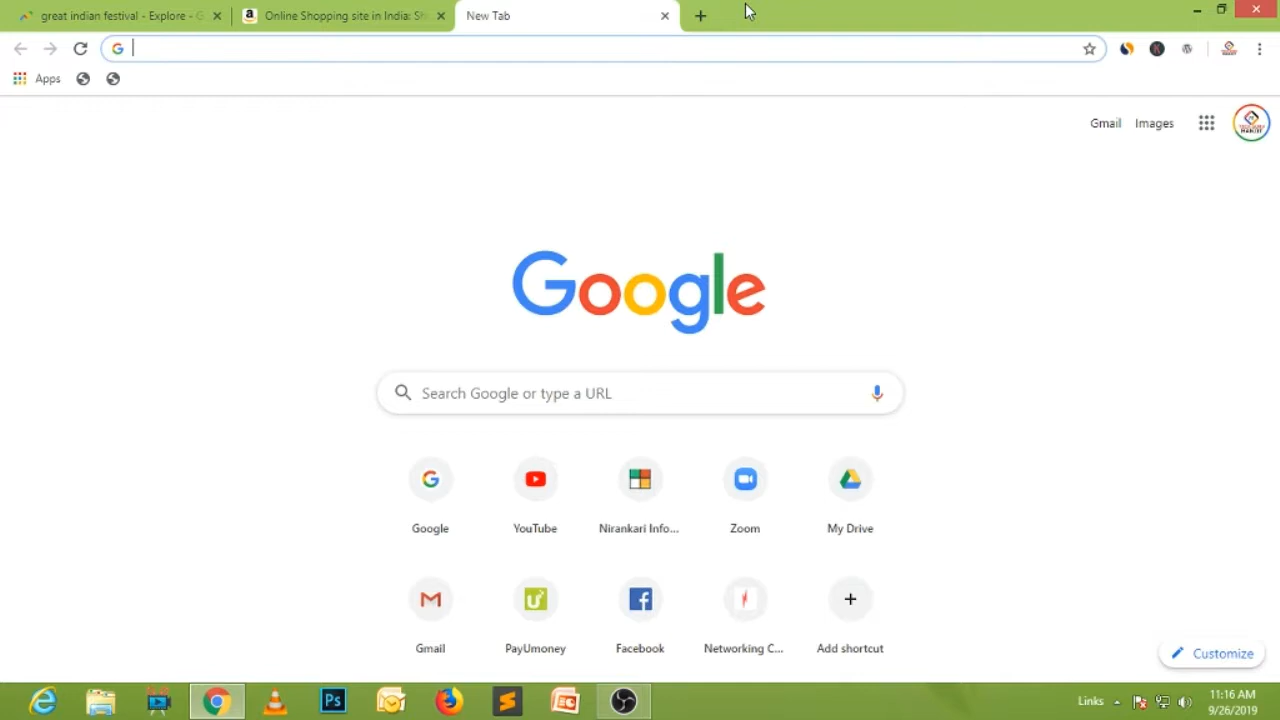 great indian festival - Explore - G
Online Shopping site in India: Sh
New Tab
Apps
Gmail Images
Google
Search Google or type a URL
Google YouTube Nirankari Info... Zoom My Drive
Gmail PayUmoney Facebook Networking C... Add shortcut
Customize
Links
11:16 AM
9/26/2019